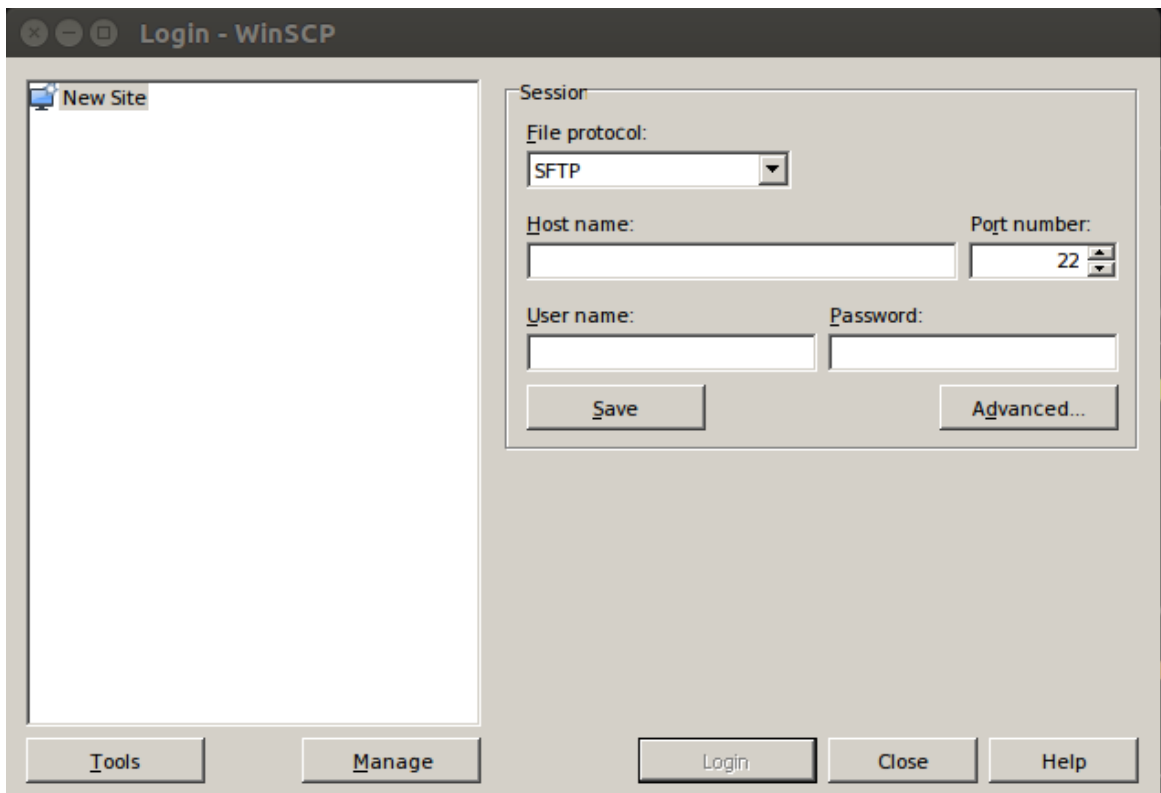 Login - WinSCP
New Site
Session
File protocol:
SFTP
Host name:
Port number:
22
User name:
Password:
Save
Advanced...
Tools
Manage
Login
Close
Help